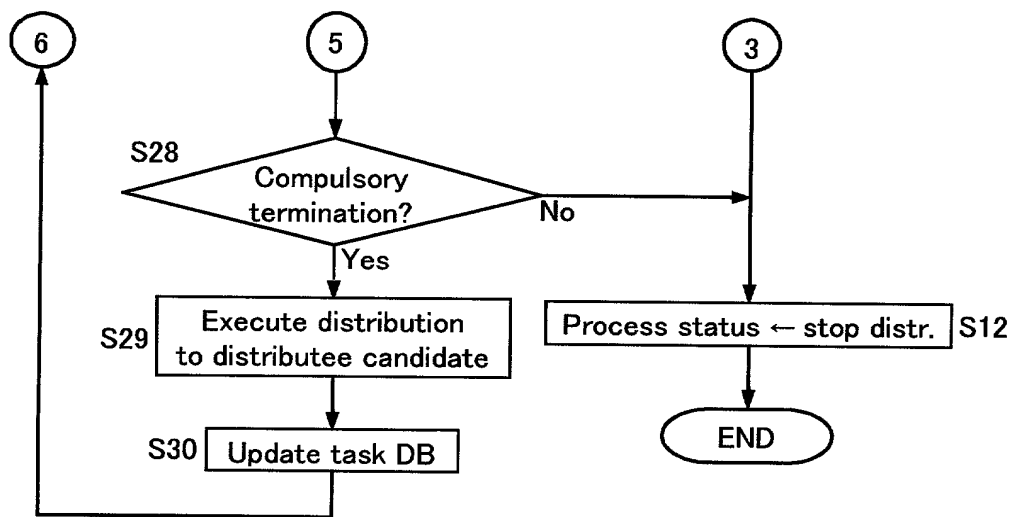 6
5
3
S28
Compulsory
termination?
No
Yes
S29
Execute distribution
to distributee candidate
Process status ← stop distr.
S12
S30
Update task DB
END